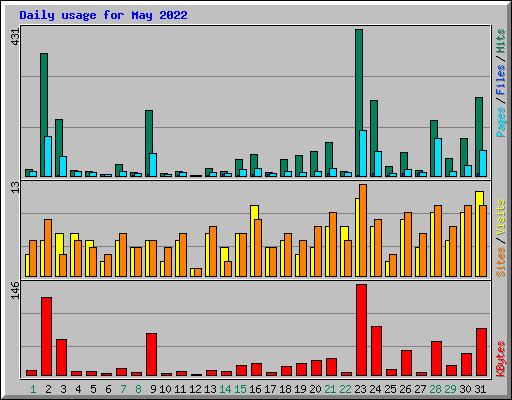 Daily usage for May 2022
431
Pages / Files / Hits
13
Sites / Visits
146
KBytes
1 2 3 4 5 6 7 8 9 10 11 12 13 14 15 16 17 18 19 20 21 22 23 24 25 26 27 28 29 30 31